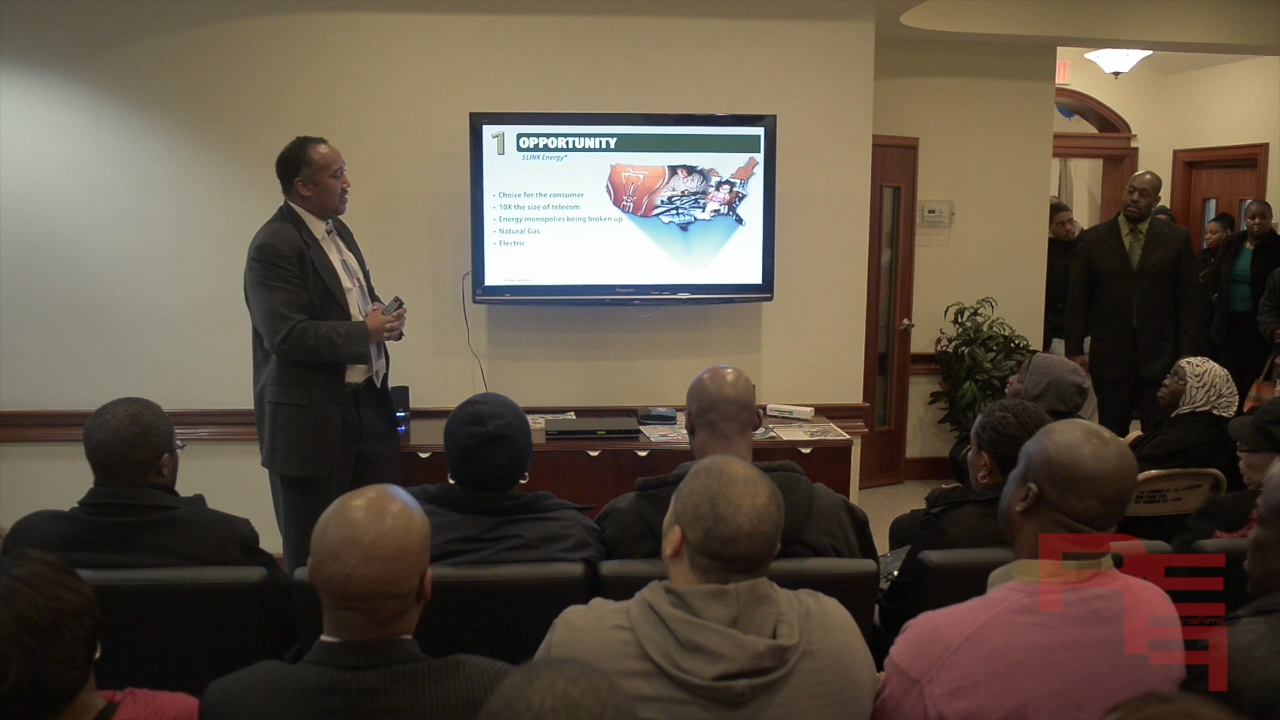 1 OPPORTUNITY
5LINX Energy*
• Choice for the consumer
• 10X the size of telecom
• Energy monopolies being broken up
• Natural Gas
• Electric
Panasonic